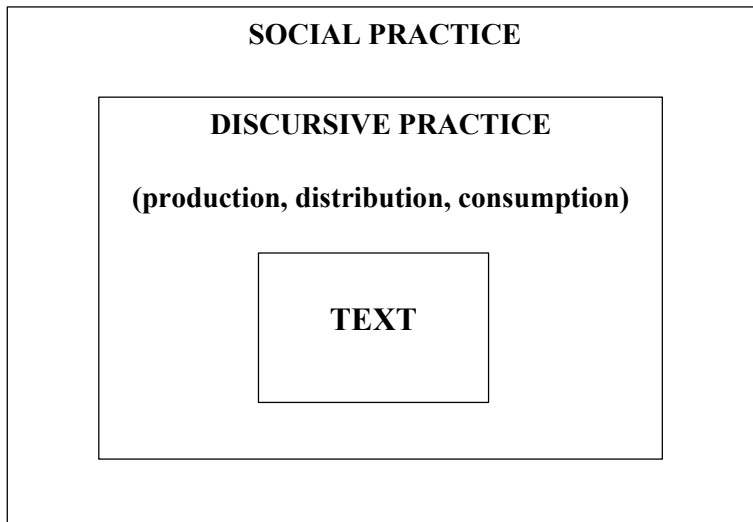 SOCIAL PRACTICE
DISCURSIVE PRACTICE
(production, distribution, consumption)
TEXT